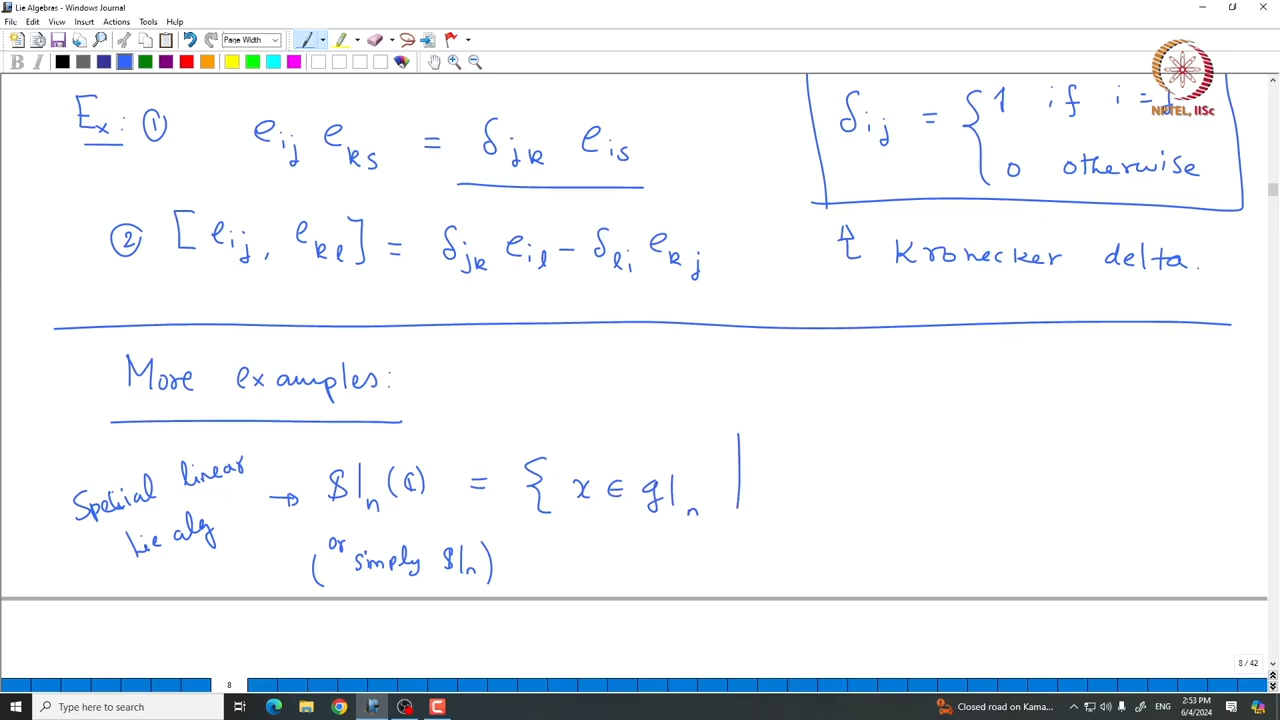 Lie Algebras - Windows Journal
File Edit View Insert Actions Tools Help
Page Width
B I
NPTEL, IISc
Ex: ① e_ij e_ks = δ_jk e_is
δ_ij = { 1 if i = j
0 otherwise
② [e_ij, e_kl] = δ_jk e_il - δ_li e_kj
↑ Kronecker delta.
More examples:
Special linear Lie alg → sl_n(ℂ) = { x ∈ gl_n |
(or simply sl_n)
8 / 42
8
Type here to search
Closed road on Kama...
ENG
2:53 PM
6/4/2024